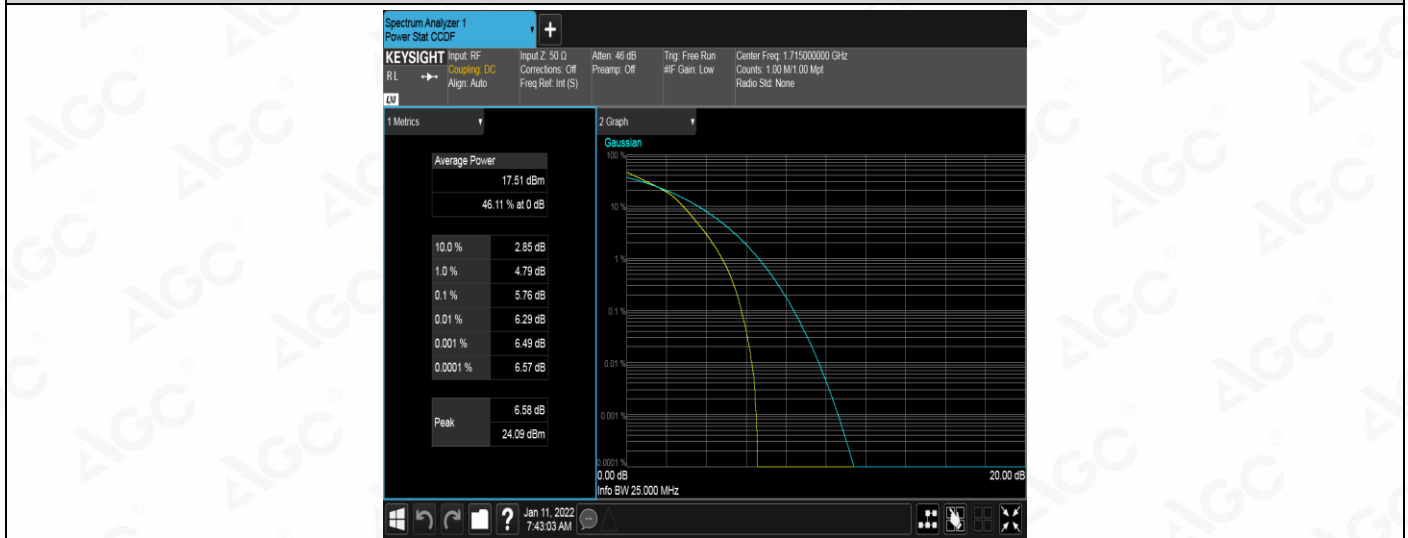 Spectrum Analyzer 1
Power Stat CCDF
+
KEYSIGHT Input: RF Input Z: 50 Ω Atten: 46 dB Trig: Free Run Center Freq: 1.715000000 GHz
RL Coupling: DC Corrections: Off Preamp: Off #IF Gain: Low Counts: 1.00 M/1.00 Mpt
Align: Auto Freq Ref: Int (S) Radio Std: None
LXI
1 Metrics
2 Graph
Average Power
17.51 dBm
46.11 % at 0 dB
10.0 % 2.85 dB
1.0 % 4.79 dB
0.1 % 5.76 dB
0.01 % 6.29 dB
0.001 % 6.49 dB
0.0001 % 6.57 dB
Peak 6.58 dB
24.09 dBm
Gaussian
100 %
10 %
1 %
0.1 %
0.01 %
0.001 %
0.0001 %
0.00 dB 20.00 dB
Info BW 25.000 MHz
? Jan 11, 2022
7:43:03 AM
AGC